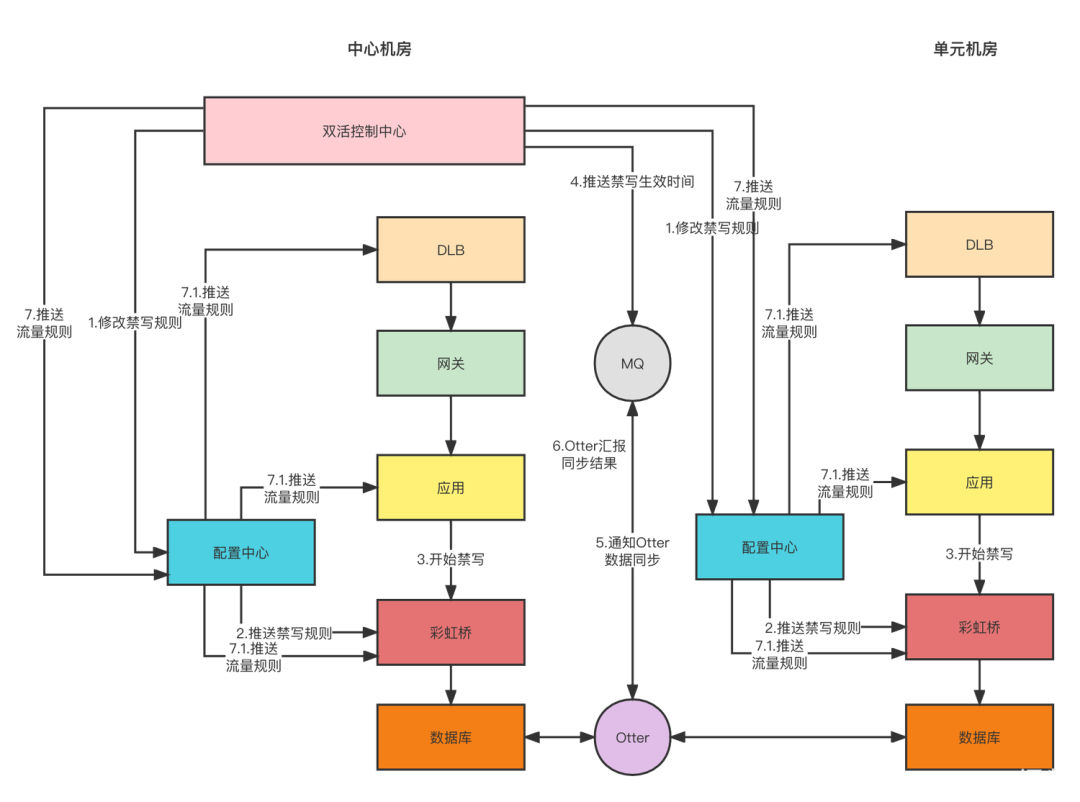 中心机房
单元机房
双活控制中心
4.推送禁写生效时间
7.推送
流量规则
1.修改禁写规则
DLB
DLB
7.1.推送
流量规则
7.推送
流量规则
1.修改禁写规则
7.1.推送
流量规则
网关
MQ
网关
6.Otter汇报
同步结果
7.1.推送
流量规则
应用
7.1.推送
流量规则
应用
配置中心
3.开始禁写
5.通知Otter
数据同步
配置中心
3.开始禁写
2.推送禁写规则
7.1.推送
流量规则
彩虹桥
2.推送禁写规则
7.1.推送
流量规则
彩虹桥
数据库
Otter
数据库